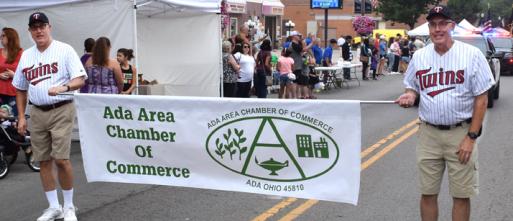 Twins
Twins
Ada Area
Chamber
Of
Commerce
ADA AREA CHAMBER OF COMMERCE
A
ADA OHIO 45810